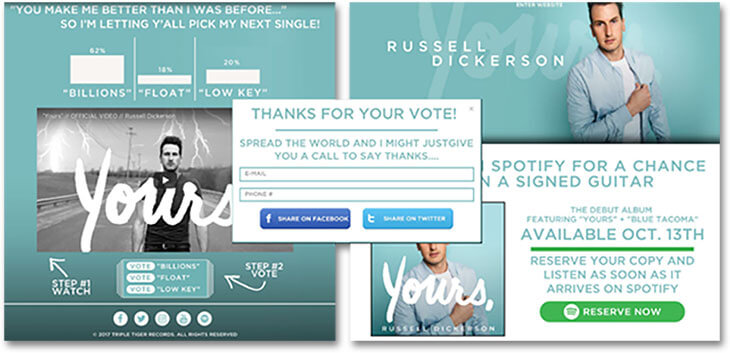 "YOU MAKE ME BETTER THAN I WAS BEFORE..."
SO I'M LETTING Y'ALL PICK MY NEXT SINGLE!
62%
18%
20%
"BILLIONS"
"FLOAT"
"LOW KEY"
"Yours" // OFFICIAL VIDEO // Russell Dickerson
Yours,
STEP #1
WATCH
VOTE "BILLIONS"
VOTE "FLOAT"
VOTE "LOW KEY"
STEP #2
VOTE
© 2017 TRIPLE TIGER RECORDS. ALL RIGHTS RESERVED
THANKS FOR YOUR VOTE!
×
SPREAD THE WORLD AND I MIGHT JUSTGIVE
YOU A CALL TO SAY THANKS....
E-MAIL
PHONE #
f SHARE ON FACEBOOK
t SHARE ON TWITTER
ENTER WEBSITE
Yours,
RUSSELL
DICKERSON
SPOTIFY FOR A CHANCE
A SIGNED GUITAR
THE DEBUT ALBUM
FEATURING "YOURS" + "BLUE TACOMA"
AVAILABLE OCT. 13TH
RESERVE YOUR COPY AND
LISTEN AS SOON AS IT
ARRIVES ON SPOTIFY
RESERVE NOW
Yours,
RUSSELL DICKERSON